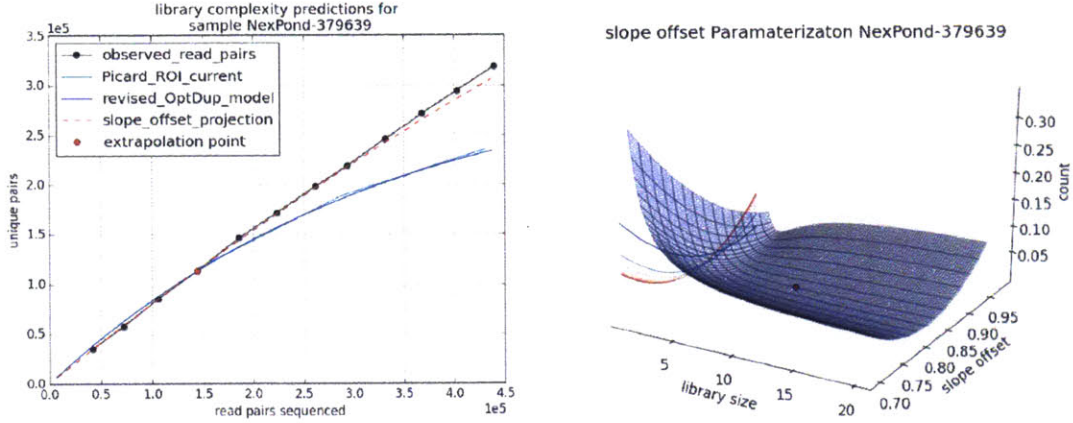 library complexity predictions for
sample NexPond-379639
1e5
3.5
3.0
2.5
2.0
1.5
1.0
0.5
0.0
unique pairs
observed_read_pairs
Picard_ROI_current
revised_OptDup_model
slope_offset_projection
extrapolation point
0.0 0.5 1.0 1.5 2.0 2.5 3.0 3.5 4.0 4.5
1e5
read pairs sequenced
slope offset Paramaterizaton NexPond-379639
0.30
0.25
0.20
0.15
0.10
0.05
count
5 10 15 20
library size
0.70 0.75 0.80 0.85 0.90 0.95
slope offset